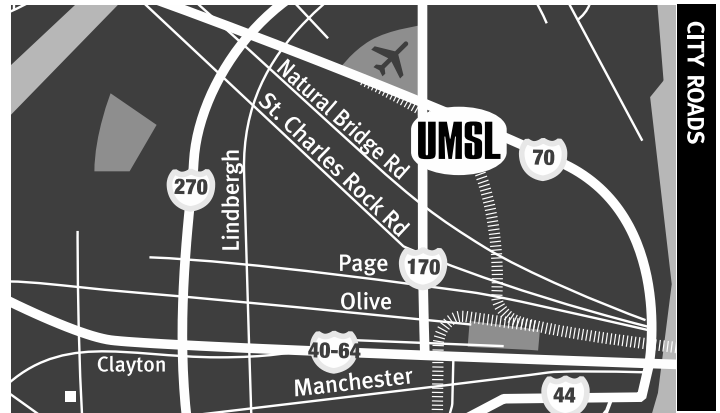 CITY ROADS
Natural Bridge Rd
UMSL
70
St. Charles Rock Rd
270
Lindbergh
Page
170
Olive
40-64
Clayton
Manchester
44